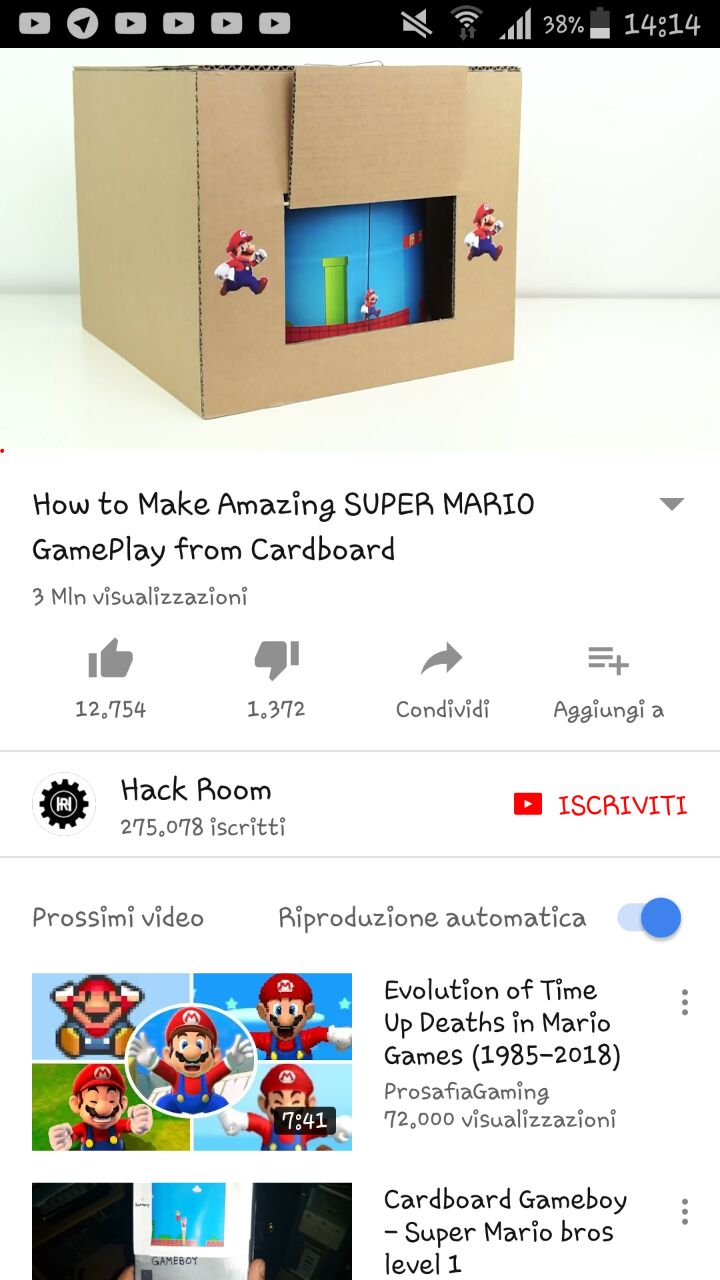 38% 14:14
How to Make Amazing SUPER MARIO
GamePlay from Cardboard
3 Mln visualizzazioni
12.754
1.372
Condividi
Aggiungi a
HR
Hack Room
275.078 iscritti
ISCRIVITI
Prossimi video
Riproduzione automatica
7:41
Evolution of Time
Up Deaths in Mario
Games (1985-2018)
ProsafiaGaming
72.000 visualizzazioni
GAMEBOY
Cardboard Gameboy
- Super Mario bros
level 1